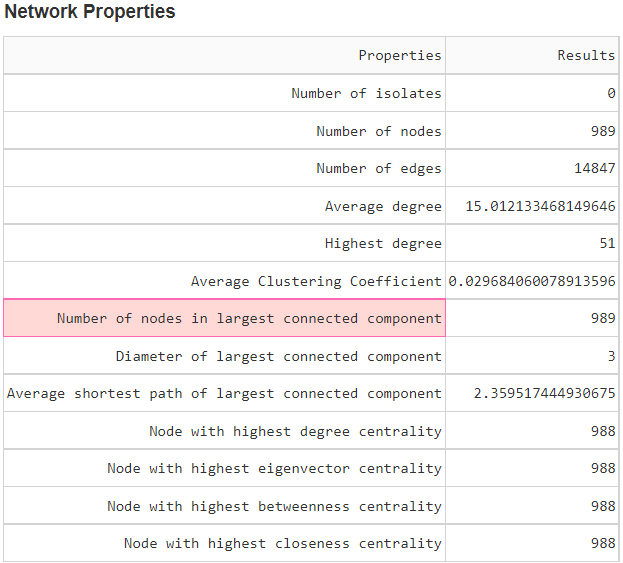 Network Properties
Properties Results
Number of isolates 0
Number of nodes 989
Number of edges 14847
Average degree 15.012133468149646
Highest degree 51
Average Clustering Coefficient 0.029684060078913596
Number of nodes in largest connected component 989
Diameter of largest connected component 3
Average shortest path of largest connected component 2.359517444930675
Node with highest degree centrality 988
Node with highest eigenvector centrality 988
Node with highest betweenness centrality 988
Node with highest closeness centrality 988